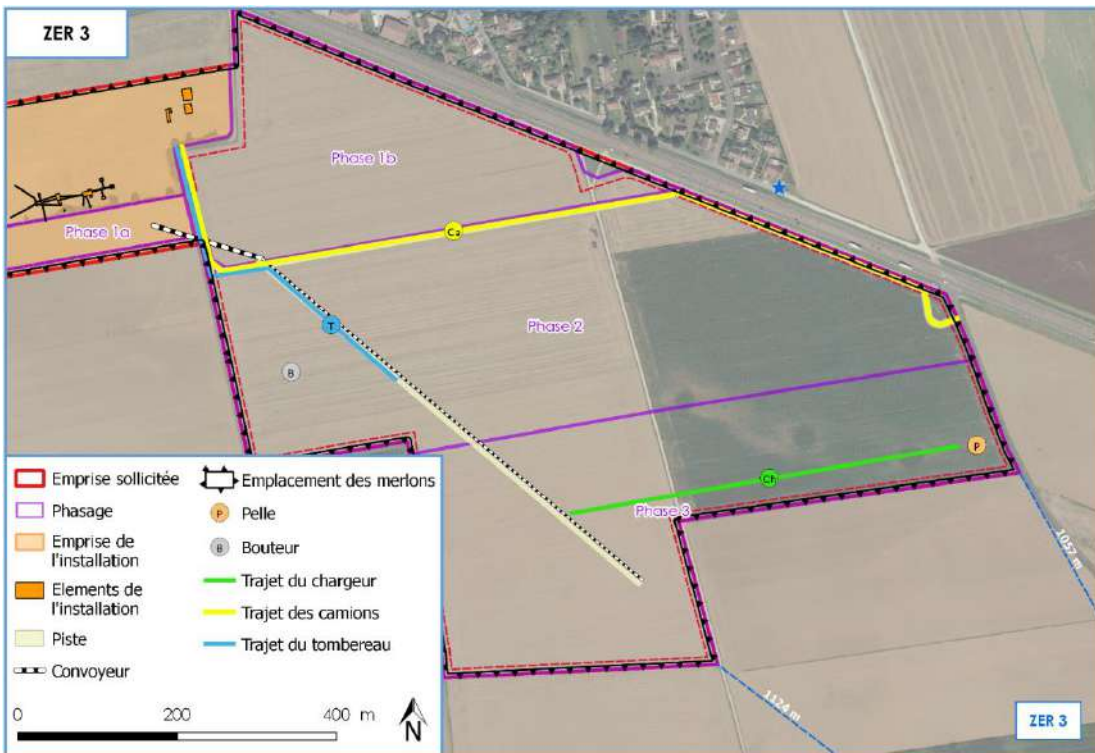 ZER 3
Phase 1b
Ca
Phase 1a
T
Phase 2
B
P
Ch
Phase 3
1057 m
1124 m
Emprise sollicitée
Phasage
Emprise de
l'installation
Elements de
l'installation
Piste
Convoyeur
Emplacement des merlons
P Pelle
B Bouteur
Trajet du chargeur
Trajet des camions
Trajet du tombereau
0 200 400 m
N
ZER 3